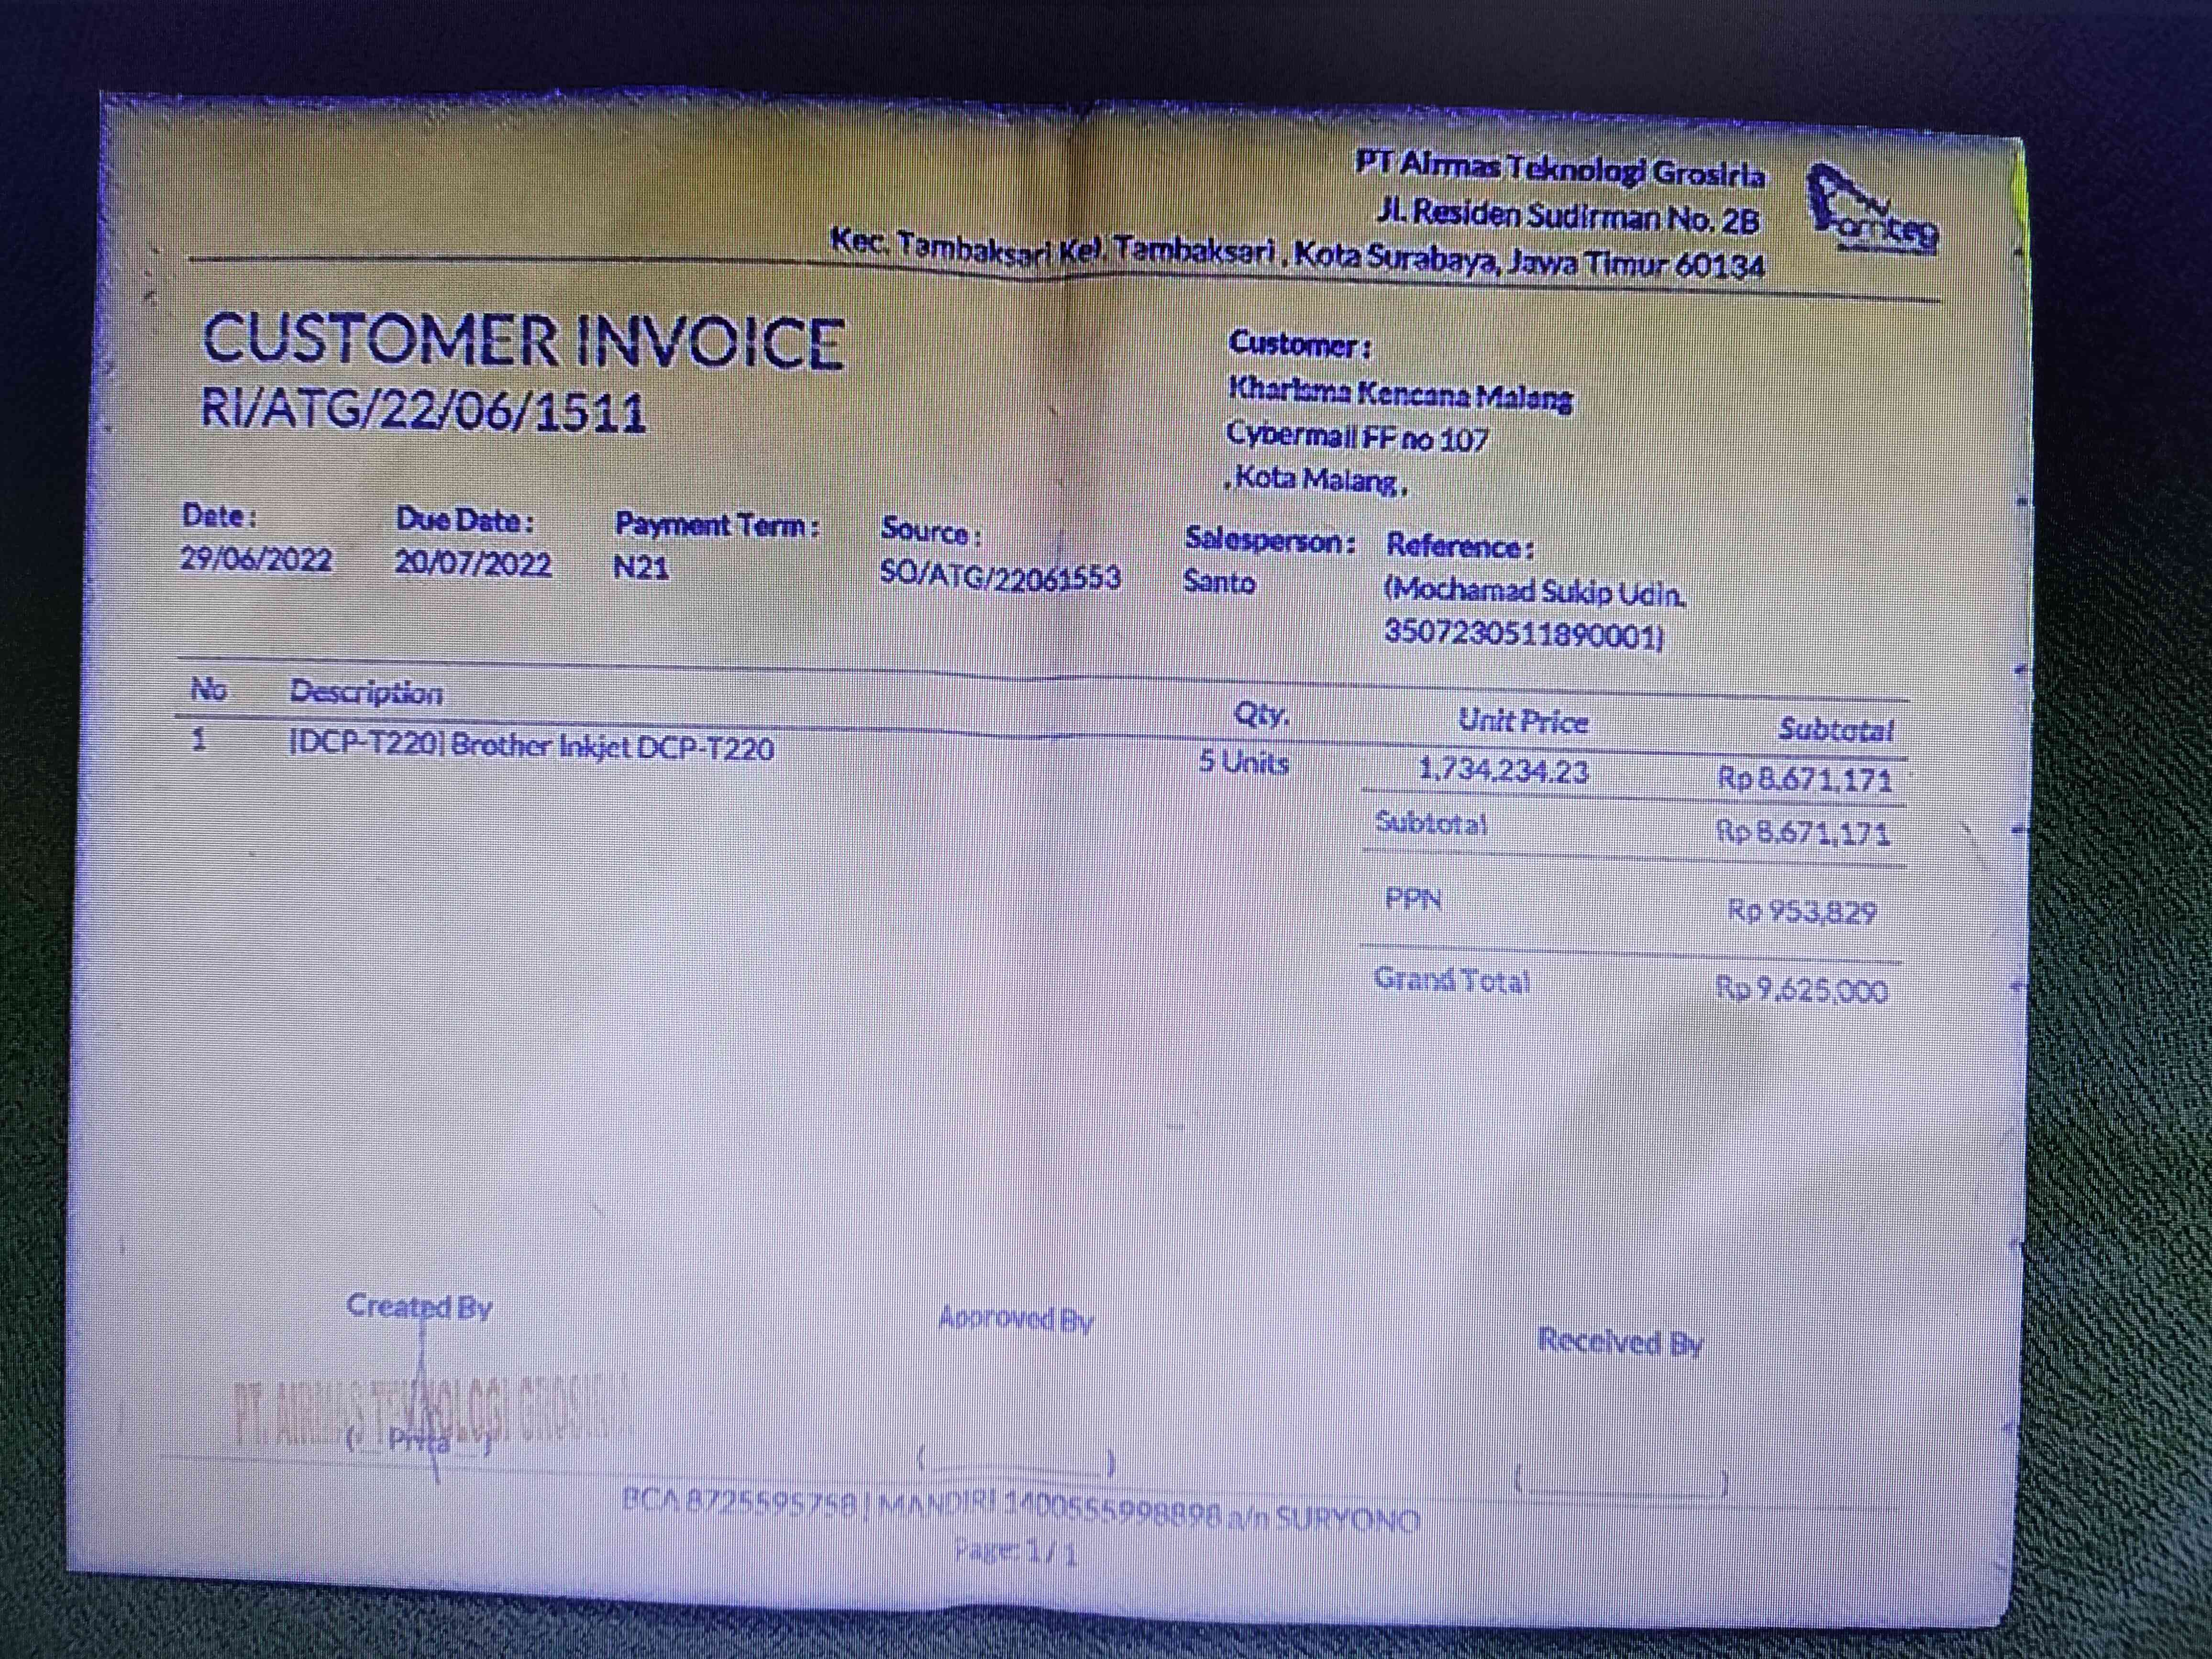 PT Airmas Teknologi Grosiria
Jl. Residen Sudirman No. 2B
Kec. Tambaksari Kel. Tambaksari , Kota Surabaya, Jawa Timur 60134
CUSTOMER INVOICE
RI/ATG/22/06/1511
Customer :
Kharisma Kencana Malang
Cybermall FF no 107
, Kota Malang ,
Date : Due Date : Payment Term : Source : Salesperson : Reference :
29/06/2022 20/07/2022 N21 SO/ATG/22061553 Santo (Mochamad Sukip Udin.
3507230511890001)
No Description Qty. Unit Price Subtotal
1 [DCP-T220] Brother Inkjet DCP-T220 5 Units 1,734,234.23 Rp 8,671,171
Subtotal Rp 8,671,171
PPN Rp 953,829
Grand Total Rp 9,625,000
Created By Approved By Received By
PT. AIRMAS TEKNOLOGI GROSIRIA
BCA 8725595758 | MANDIRI 1400555998898 a/n SURYONO
Page: 1 / 1